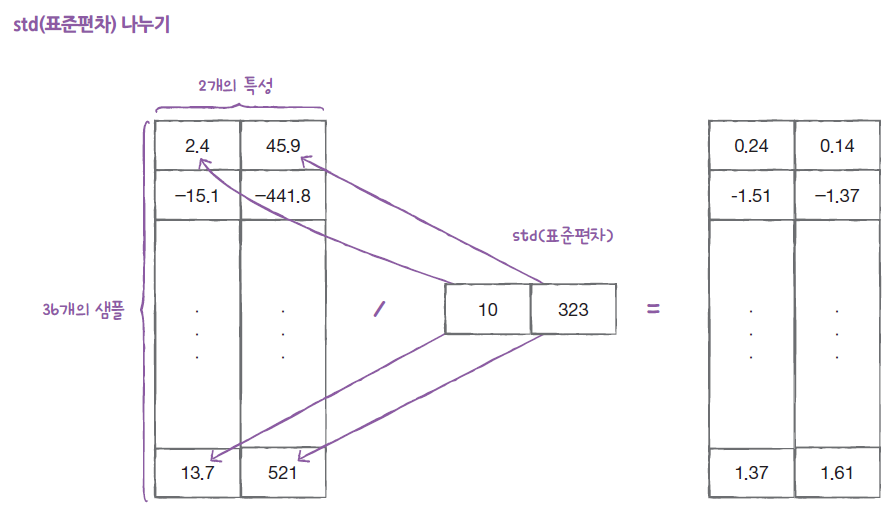 std(표준편차) 나누기
2개의 특성
2.4 45.9 0.24 0.14
−15.1 −441.8 -1.51 −1.37
std(표준편차)
36개의 샘플 / 10 323 =
13.7 521 1.37 1.61